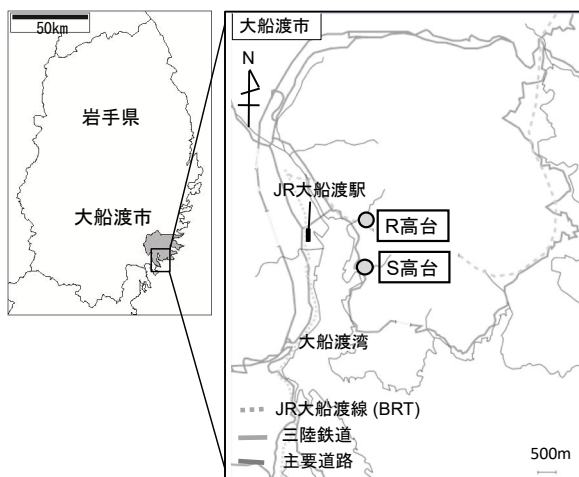 50km
岩手県
大船渡市
大船渡市
N
JR大船渡駅
R高台
S高台
大船渡湾
JR大船渡線 (BRT)
三陸鉄道
主要道路
500m